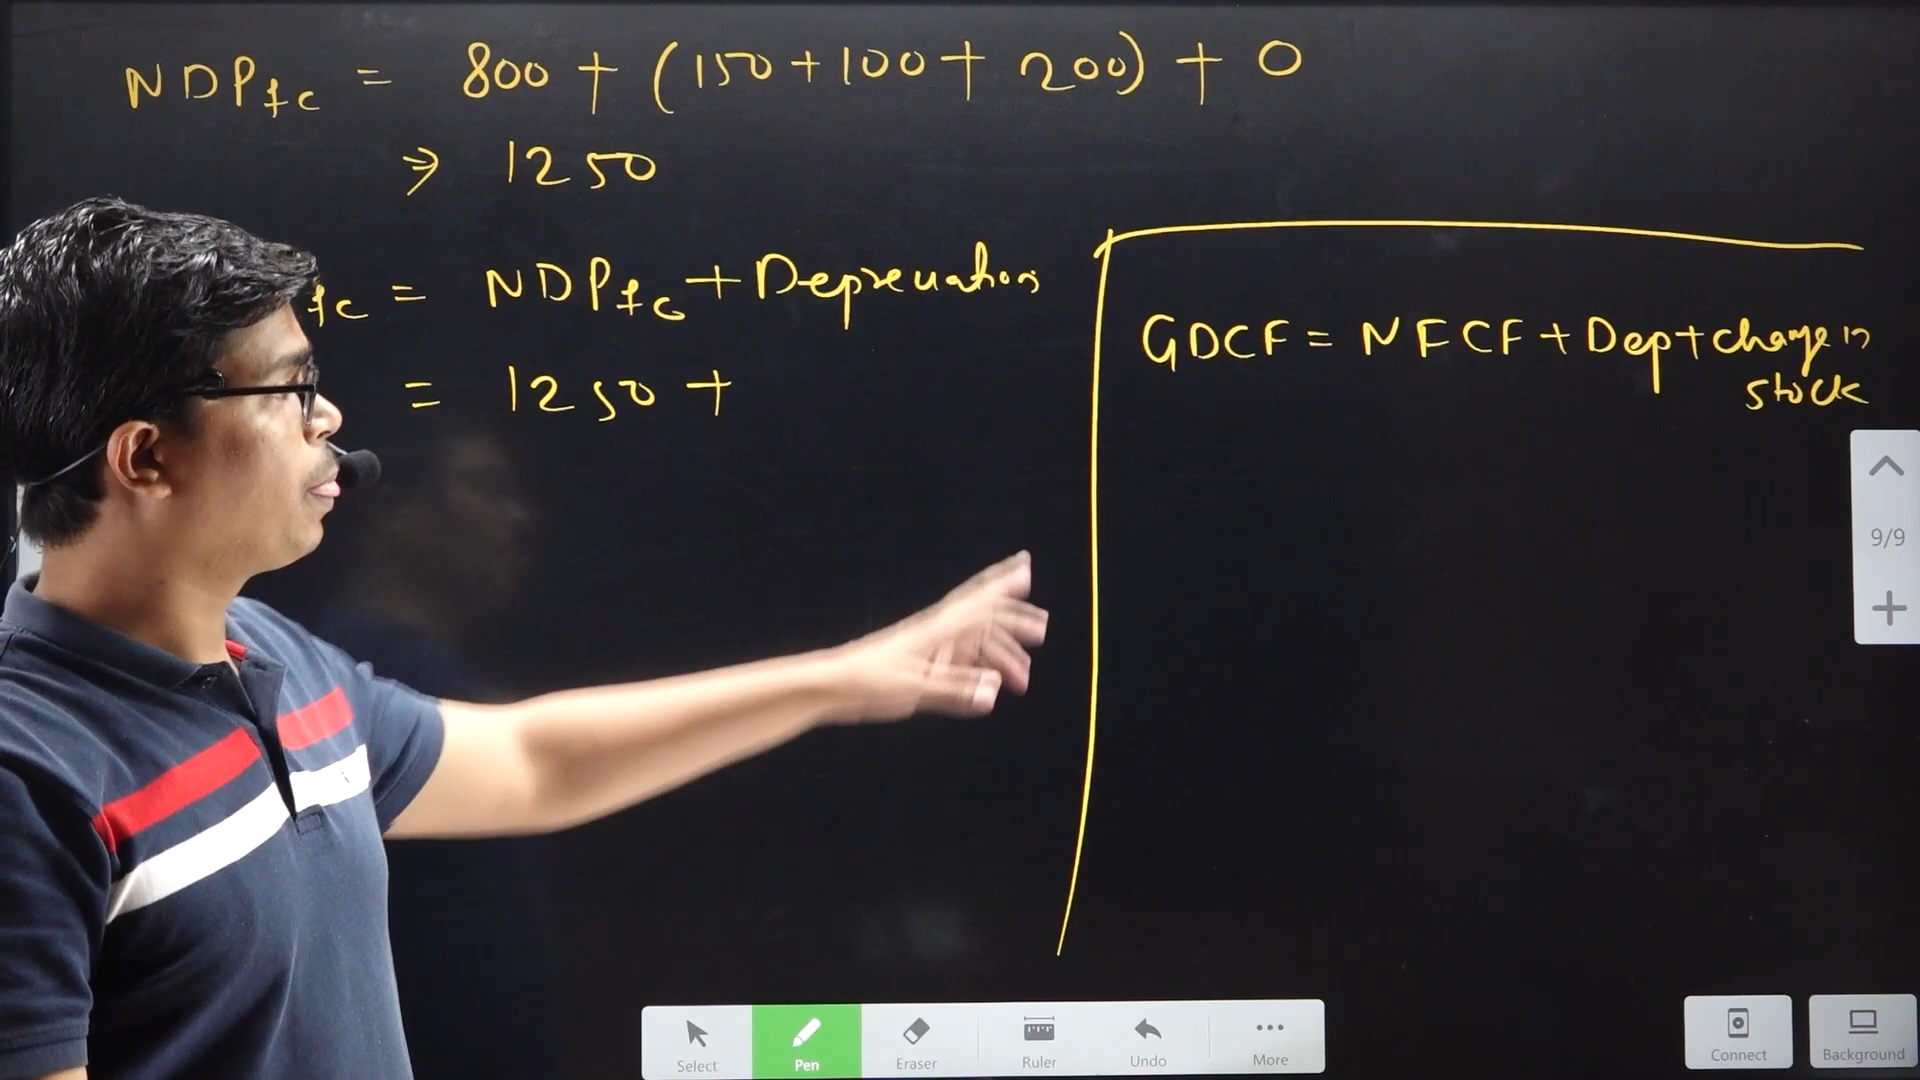 NDPfc = 800 + (150+100+ 200) + 0
⇒ 1250
fc = NDPfc + Depreuation
= 1250 +
GDCF = NFCF + Dep + change in
stock
9/9
Select
Pen
Eraser
Ruler
Undo
More
Connect
Background